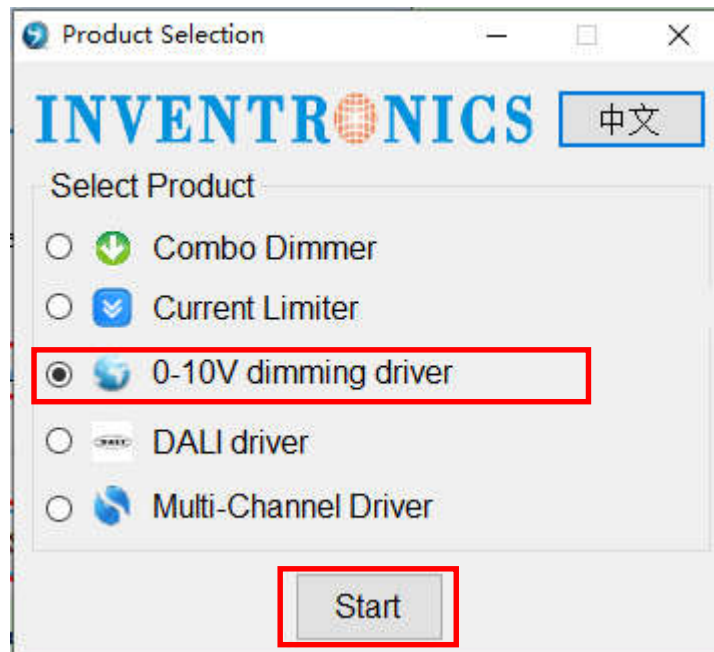 Product Selection
INVENTRONICS 中文
Select Product
Combo Dimmer
Current Limiter
0-10V dimming driver
DALI driver
Multi-Channel Driver
Start